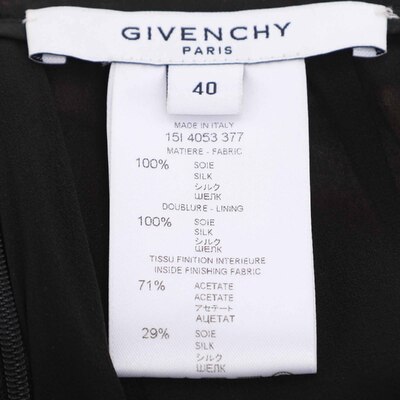 GIVENCHY
PARIS
40
MADE IN ITALY
15I 4053 377
MATIERE - FABRIC
100% SOIE
SILK
シルク
ШЕЛК
DOUBLURE - LINING
100% SOIE
SILK
シルク
ШЕЛК
TISSU FINITION INTERIEURE
INSIDE FINISHING FABRIC
71% ACETATE
ACETATE
アセテート
АЦЕТАТ
29% SOIE
SILK
シルク
ШЕЛК